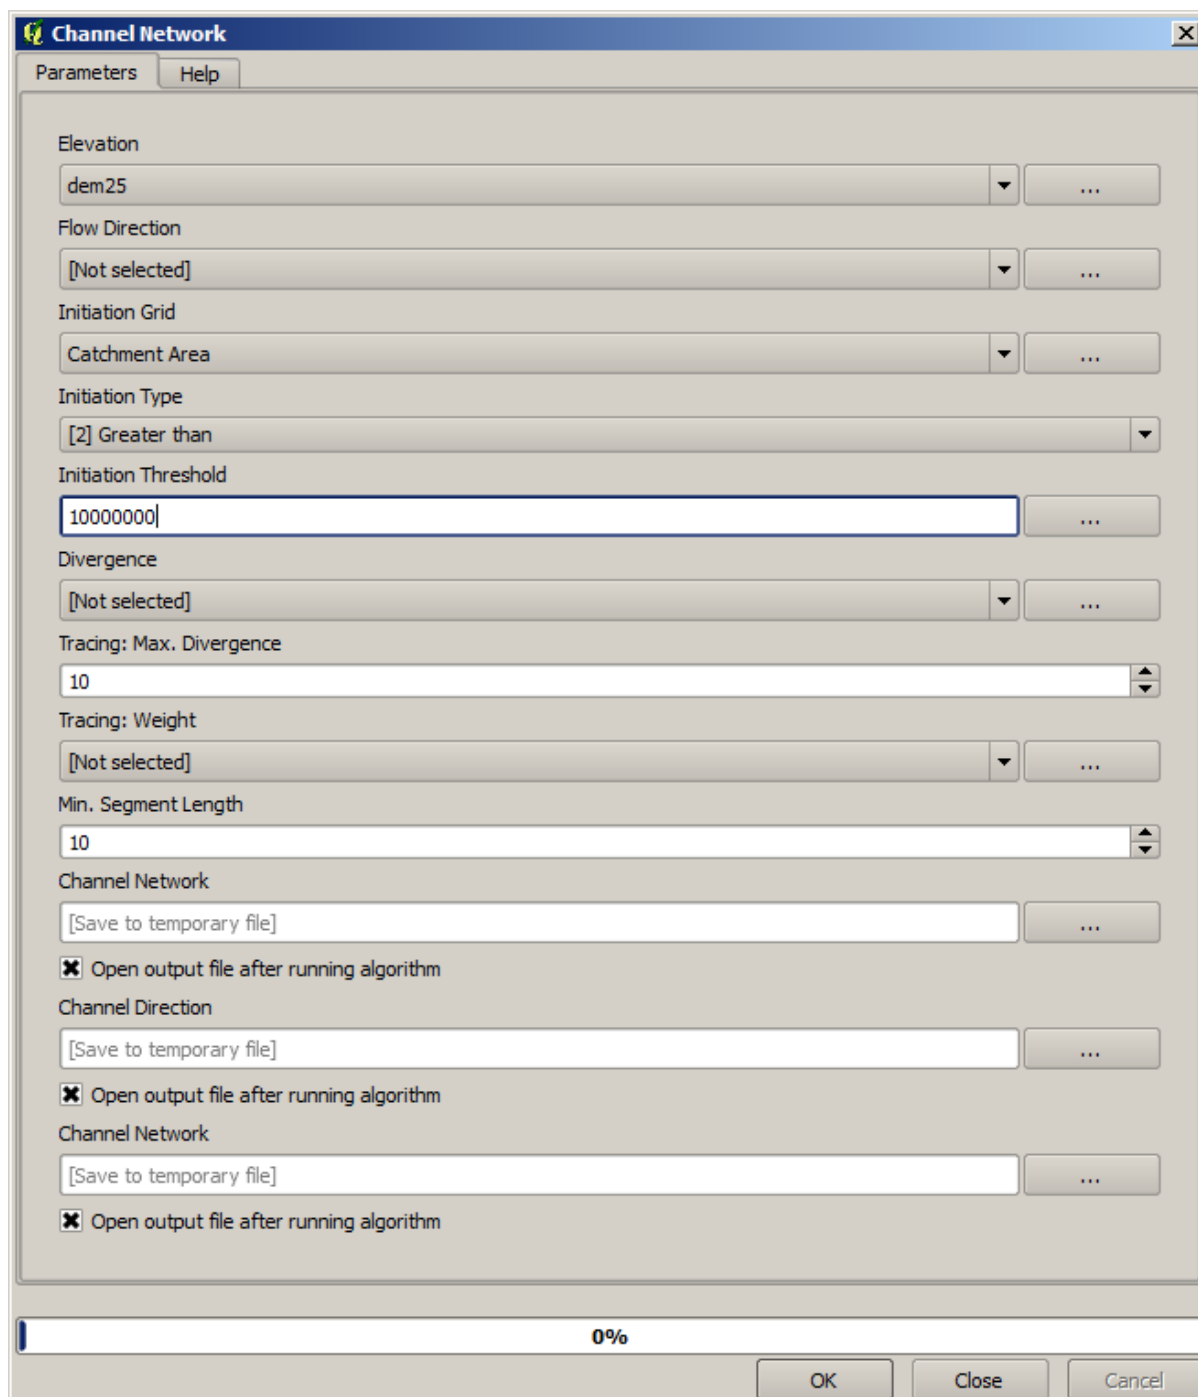 Channel Network
Parameters
Help
Elevation
dem25
...
Flow Direction
[Not selected]
...
Initiation Grid
Catchment Area
...
Initiation Type
[2] Greater than
Initiation Threshold
10000000
...
Divergence
[Not selected]
...
Tracing: Max. Divergence
10
Tracing: Weight
[Not selected]
...
Min. Segment Length
10
Channel Network
[Save to temporary file]
...
Open output file after running algorithm
Channel Direction
[Save to temporary file]
...
Open output file after running algorithm
Channel Network
[Save to temporary file]
...
Open output file after running algorithm
0%
OK
Close
Cancel